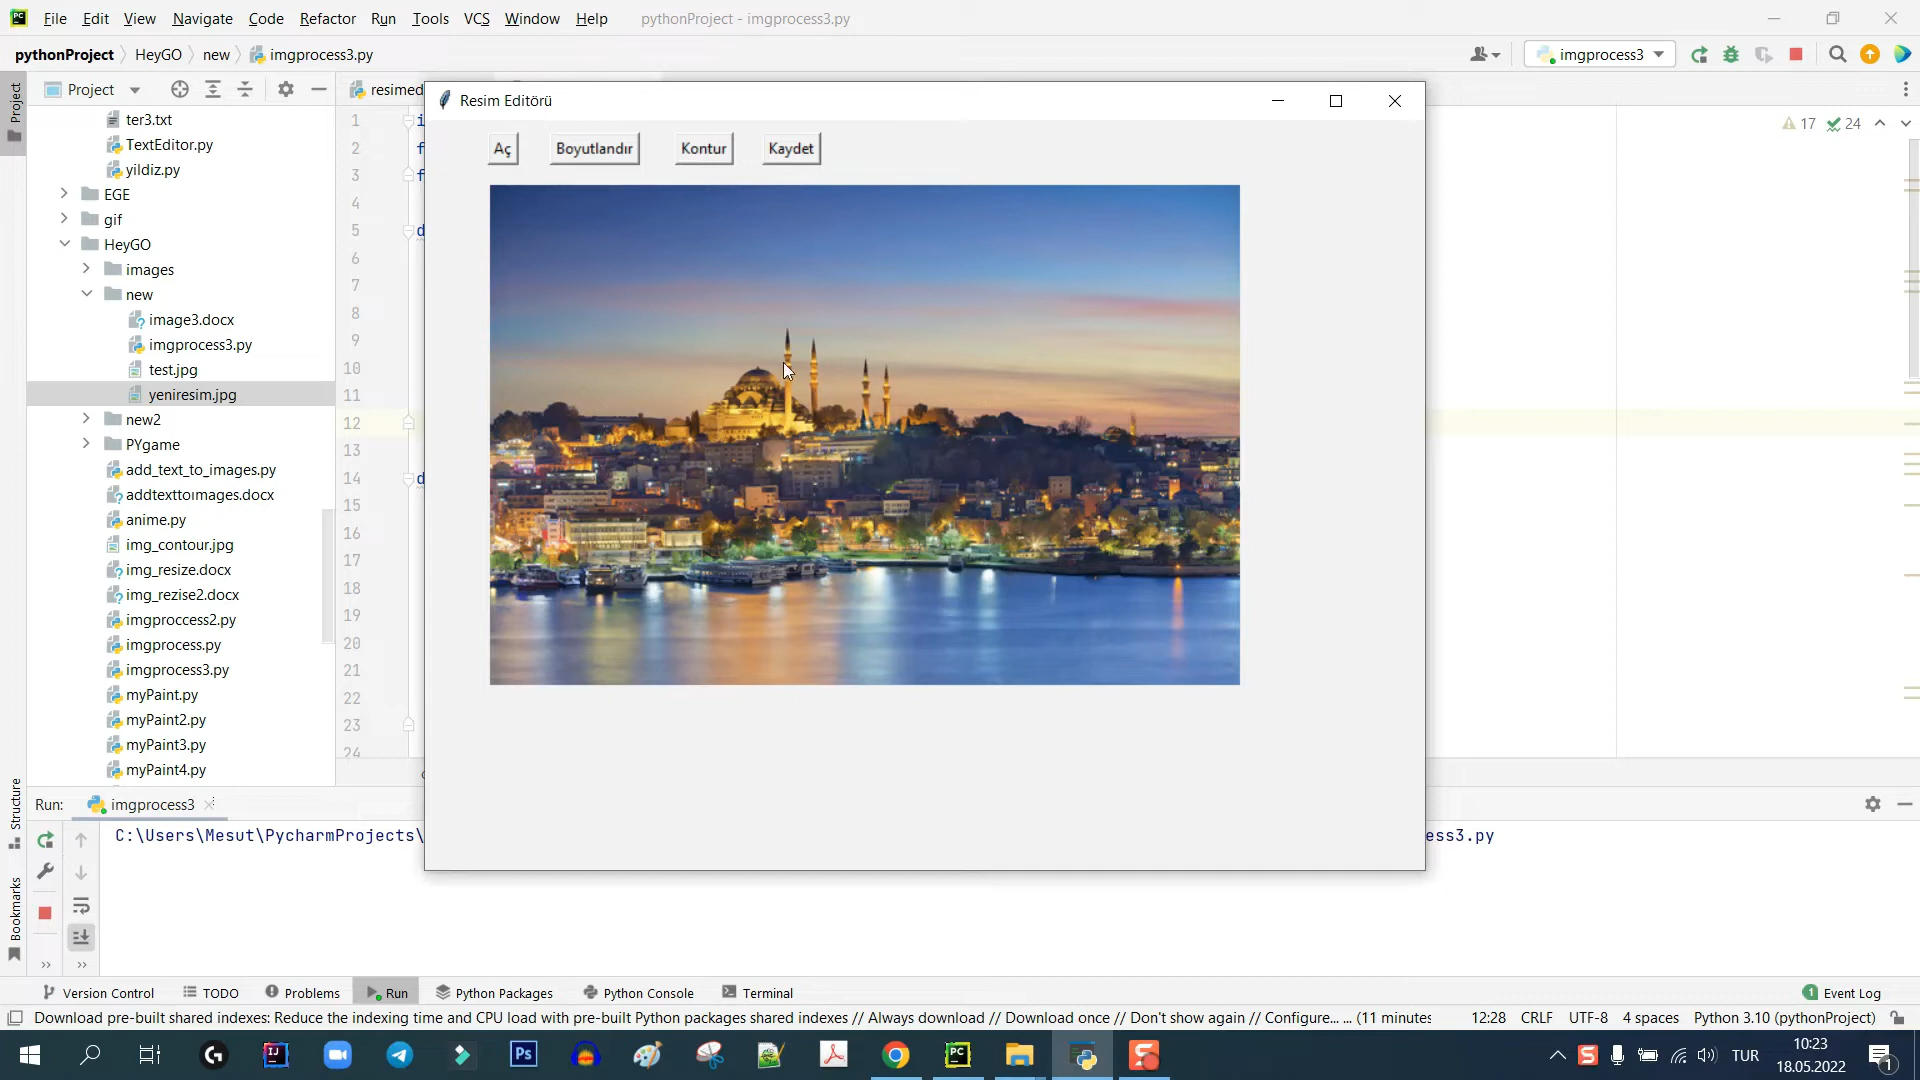 File Edit View Navigate Code Refactor Run Tools VCS Window Help pythonProject - imgprocess3.py
pythonProject HeyGO new imgprocess3.py imgprocess3
Project
Project
resimed
Resim Editörü
17 24
Aç Boyutlandır Kontur Kaydet
ter3.txt
TextEditor.py
yildiz.py
EGE
gif
HeyGO
images
new
image3.docx
imgprocess3.py
test.jpg
yeniresim.jpg
new2
PYgame
add_text_to_images.py
addtexttoımages.docx
anime.py
img_contour.jpg
img_resize.docx
img_rezise2.docx
imgproccess2.py
imgprocess.py
imgprocess3.py
myPaint.py
myPaint2.py
myPaint3.py
myPaint4.py
1 i
2 f
3 f
4
5 d
6
7
8
9
10
11
12
13
14 d
15
16
17
18
19
20
21
22
23
24
Structure
Bookmarks
Run: imgprocess3
C:\Users\Mesut\PycharmProjects\ ess3.py
Version Control TODO Problems Run Python Packages Python Console Terminal 1 Event Log
Download pre-built shared indexes: Reduce the indexing time and CPU load with pre-built Python packages shared indexes // Always download // Download once // Don't show again // Configure... ... (11 minutes 12:28 CRLF UTF-8 4 spaces Python 3.10 (pythonProject)
TUR
10:23
18.05.2022
1